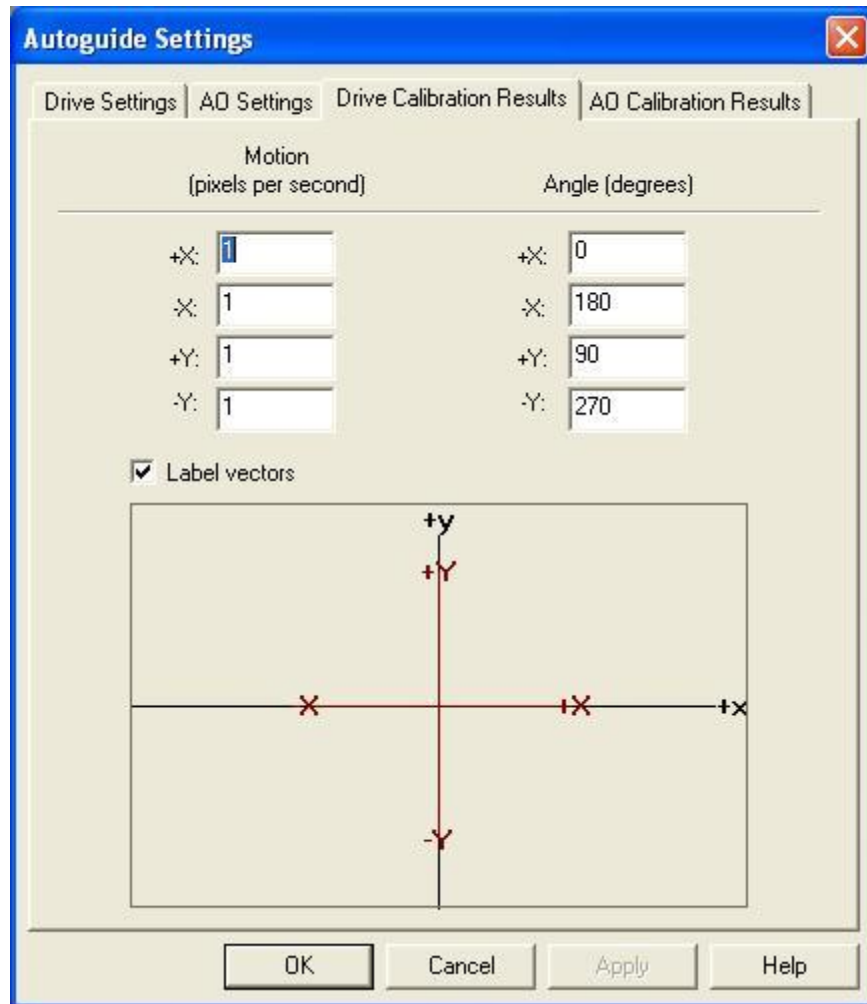 Autoguide Settings
Drive Settings AO Settings Drive Calibration Results AO Calibration Results
Motion
(pixels per second) Angle (degrees)
+X: 1 +X: 0
-X: 1 -X: 180
+Y: 1 +Y: 90
-Y: 1 -Y: 270
Label vectors
+y
+Y
X +X +x
-Y
OK Cancel Apply Help